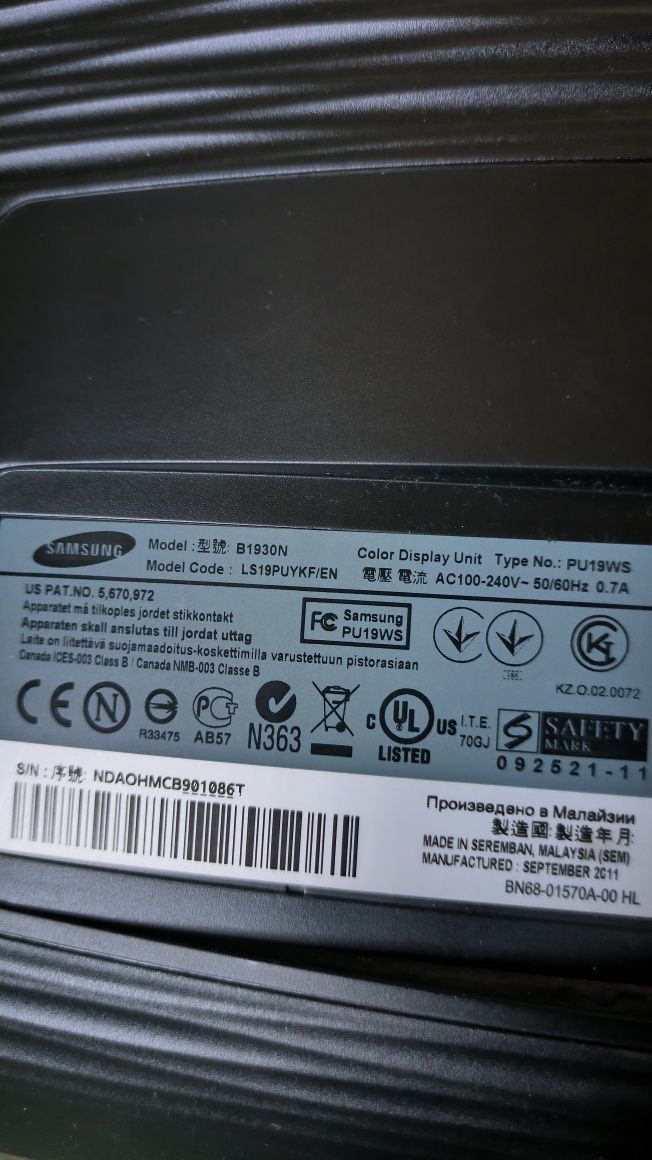 SAMSUNG
Model :型號: B1930N
Model Code : LS19PUYKF/EN
Color Display Unit Type No.: PU19WS
電壓 電流 AC100-240V~ 50/60Hz 0.7A
US PAT.NO. 5,670,972
Apparatet må tilkoples jordet stikkontakt
Apparaten skall anslutas till jordat uttag
Laite on liitettävä suojamaadoitus-koskettimilla varustettuun pistorasiaan
Canada ICES-003 Class B / Canada NMB-003 Classe B
FC Samsung
PU19WS
KZ.O.02.0072
CE N
R33475
AB57
N363
C UL US
LISTED
I.T.E.
70GJ
S SAFETY
MARK
092521-11
S/N : 序號: NDAOHMCB901086T
Произведено в Малайзии
製造國:製造年月:
MADE IN SEREMBAN, MALAYSIA (SEM)
MANUFACTURED : SEPTEMBER 2011
BN68-01570A-00 HL